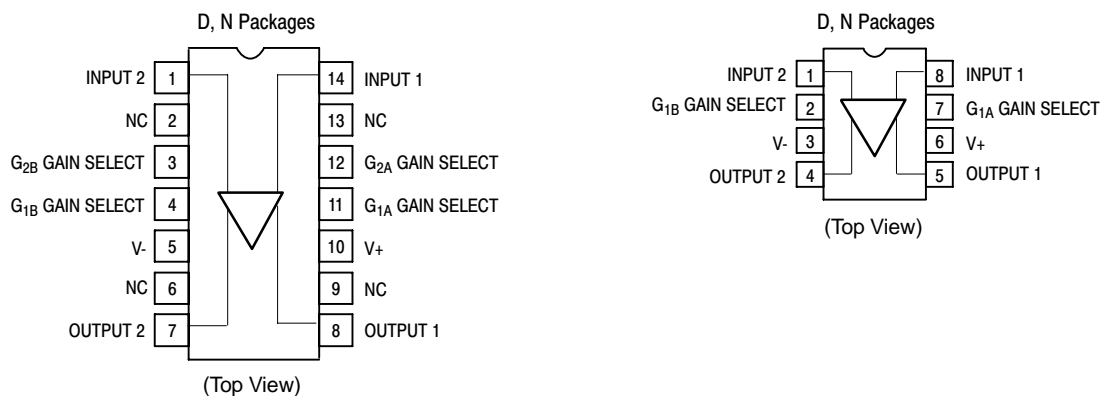 D, N Packages
INPUT 2 1 14 INPUT 1
NC 2 13 NC
G2B GAIN SELECT 3 12 G2A GAIN SELECT
G1B GAIN SELECT 4 11 G1A GAIN SELECT
V- 5 10 V+
NC 6 9 NC
OUTPUT 2 7 8 OUTPUT 1
(Top View)
D, N Packages
INPUT 2 1 8 INPUT 1
G1B GAIN SELECT 2 7 G1A GAIN SELECT
V- 3 6 V+
OUTPUT 2 4 5 OUTPUT 1
(Top View)